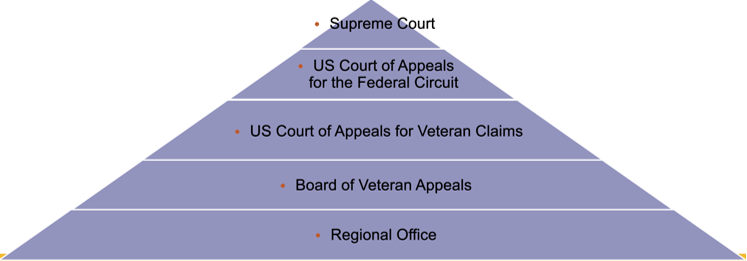 • Supreme Court
• US Court of Appeals
for the Federal Circuit
• US Court of Appeals for Veteran Claims
• Board of Veteran Appeals
• Regional Office